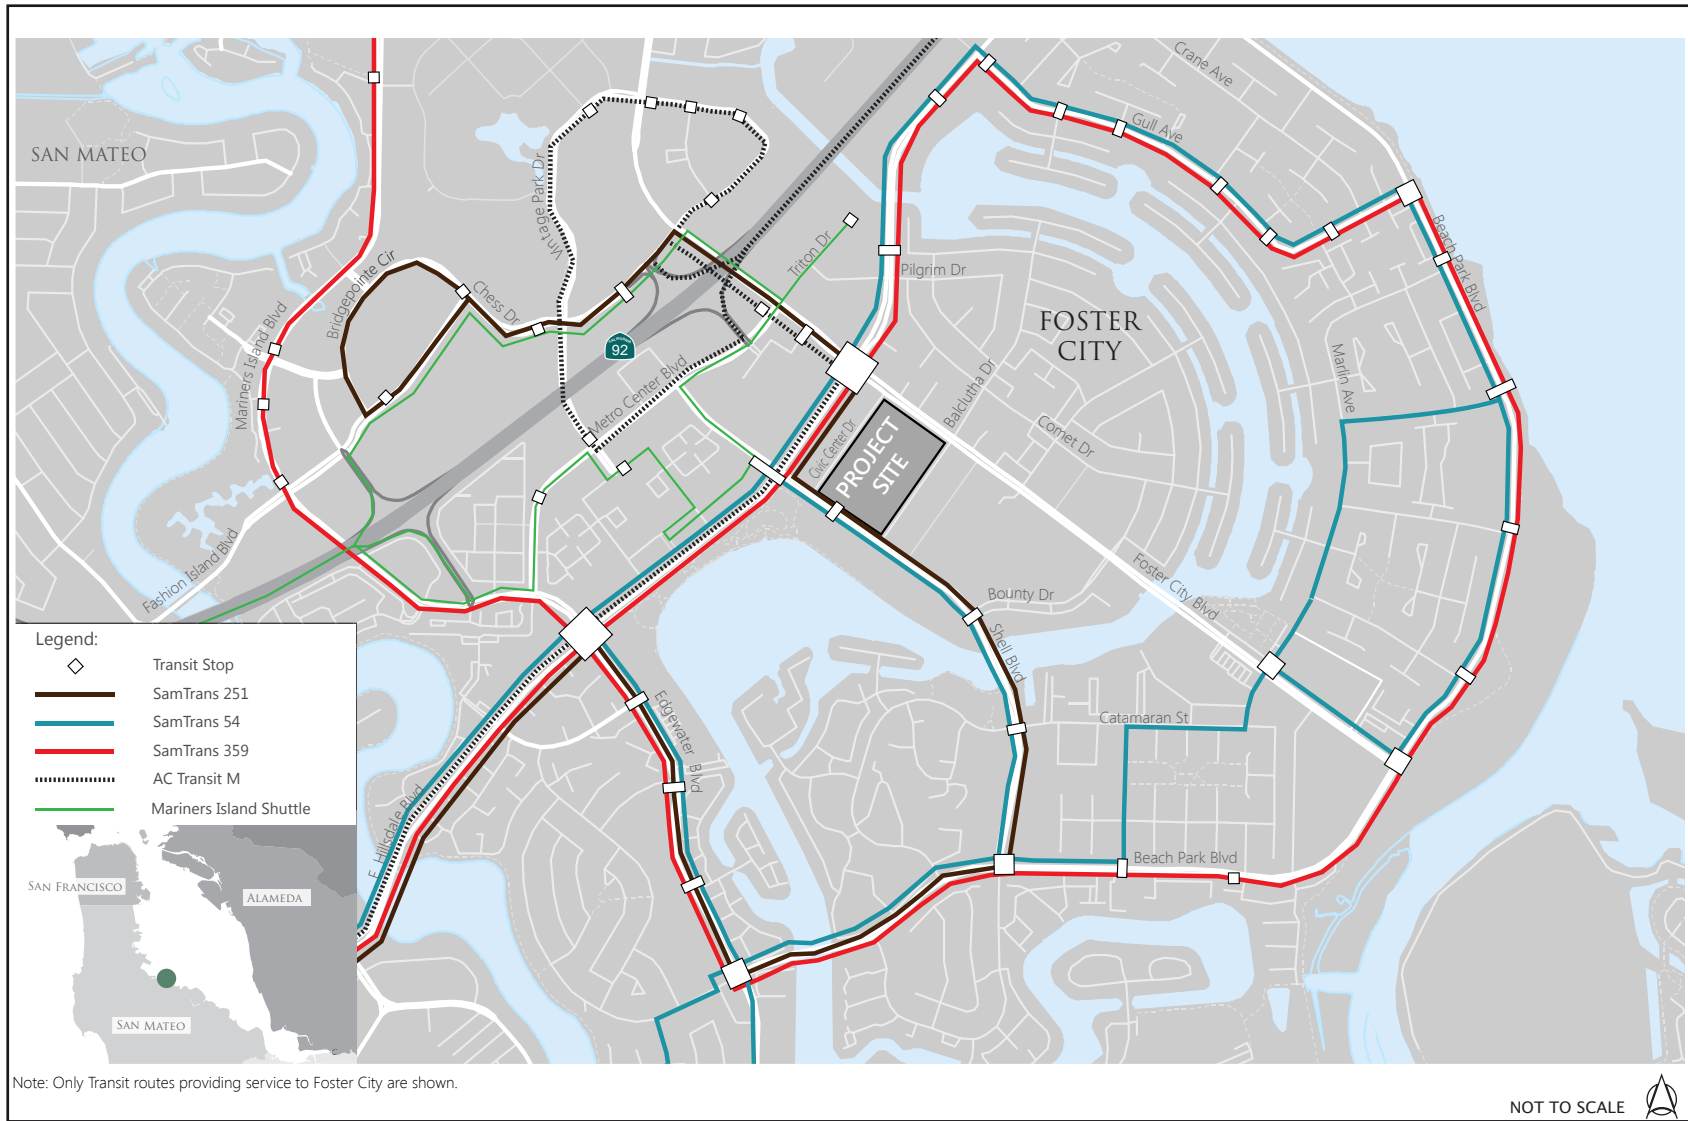 Crane Ave
SAN MATEO
Gull Ave
Vintage Park Dr
Beach Park Blvd
Triton Dr
Bridgepointe Cir
Pilgrim Dr
Chess Dr
Mariners Island Blvd
FOSTER
CITY
CALIFORNIA
92
Marlin Ave
Balclutha Dr
Metro Center Blvd
Comet Dr
Civic Center Dr
PROJECT
SITE
Fashion Island Blvd
Foster City Blvd
Bounty Dr
Shell Blvd
Edgewater Blvd
Catamaran St
E Hillsdale Blvd
Beach Park Blvd
Legend:
Transit Stop
SamTrans 251
SamTrans 54
SamTrans 359
AC Transit M
Mariners Island Shuttle
SAN FRANCISCO
ALAMEDA
SAN MATEO
Note: Only Transit routes providing service to Foster City are shown.
NOT TO SCALE